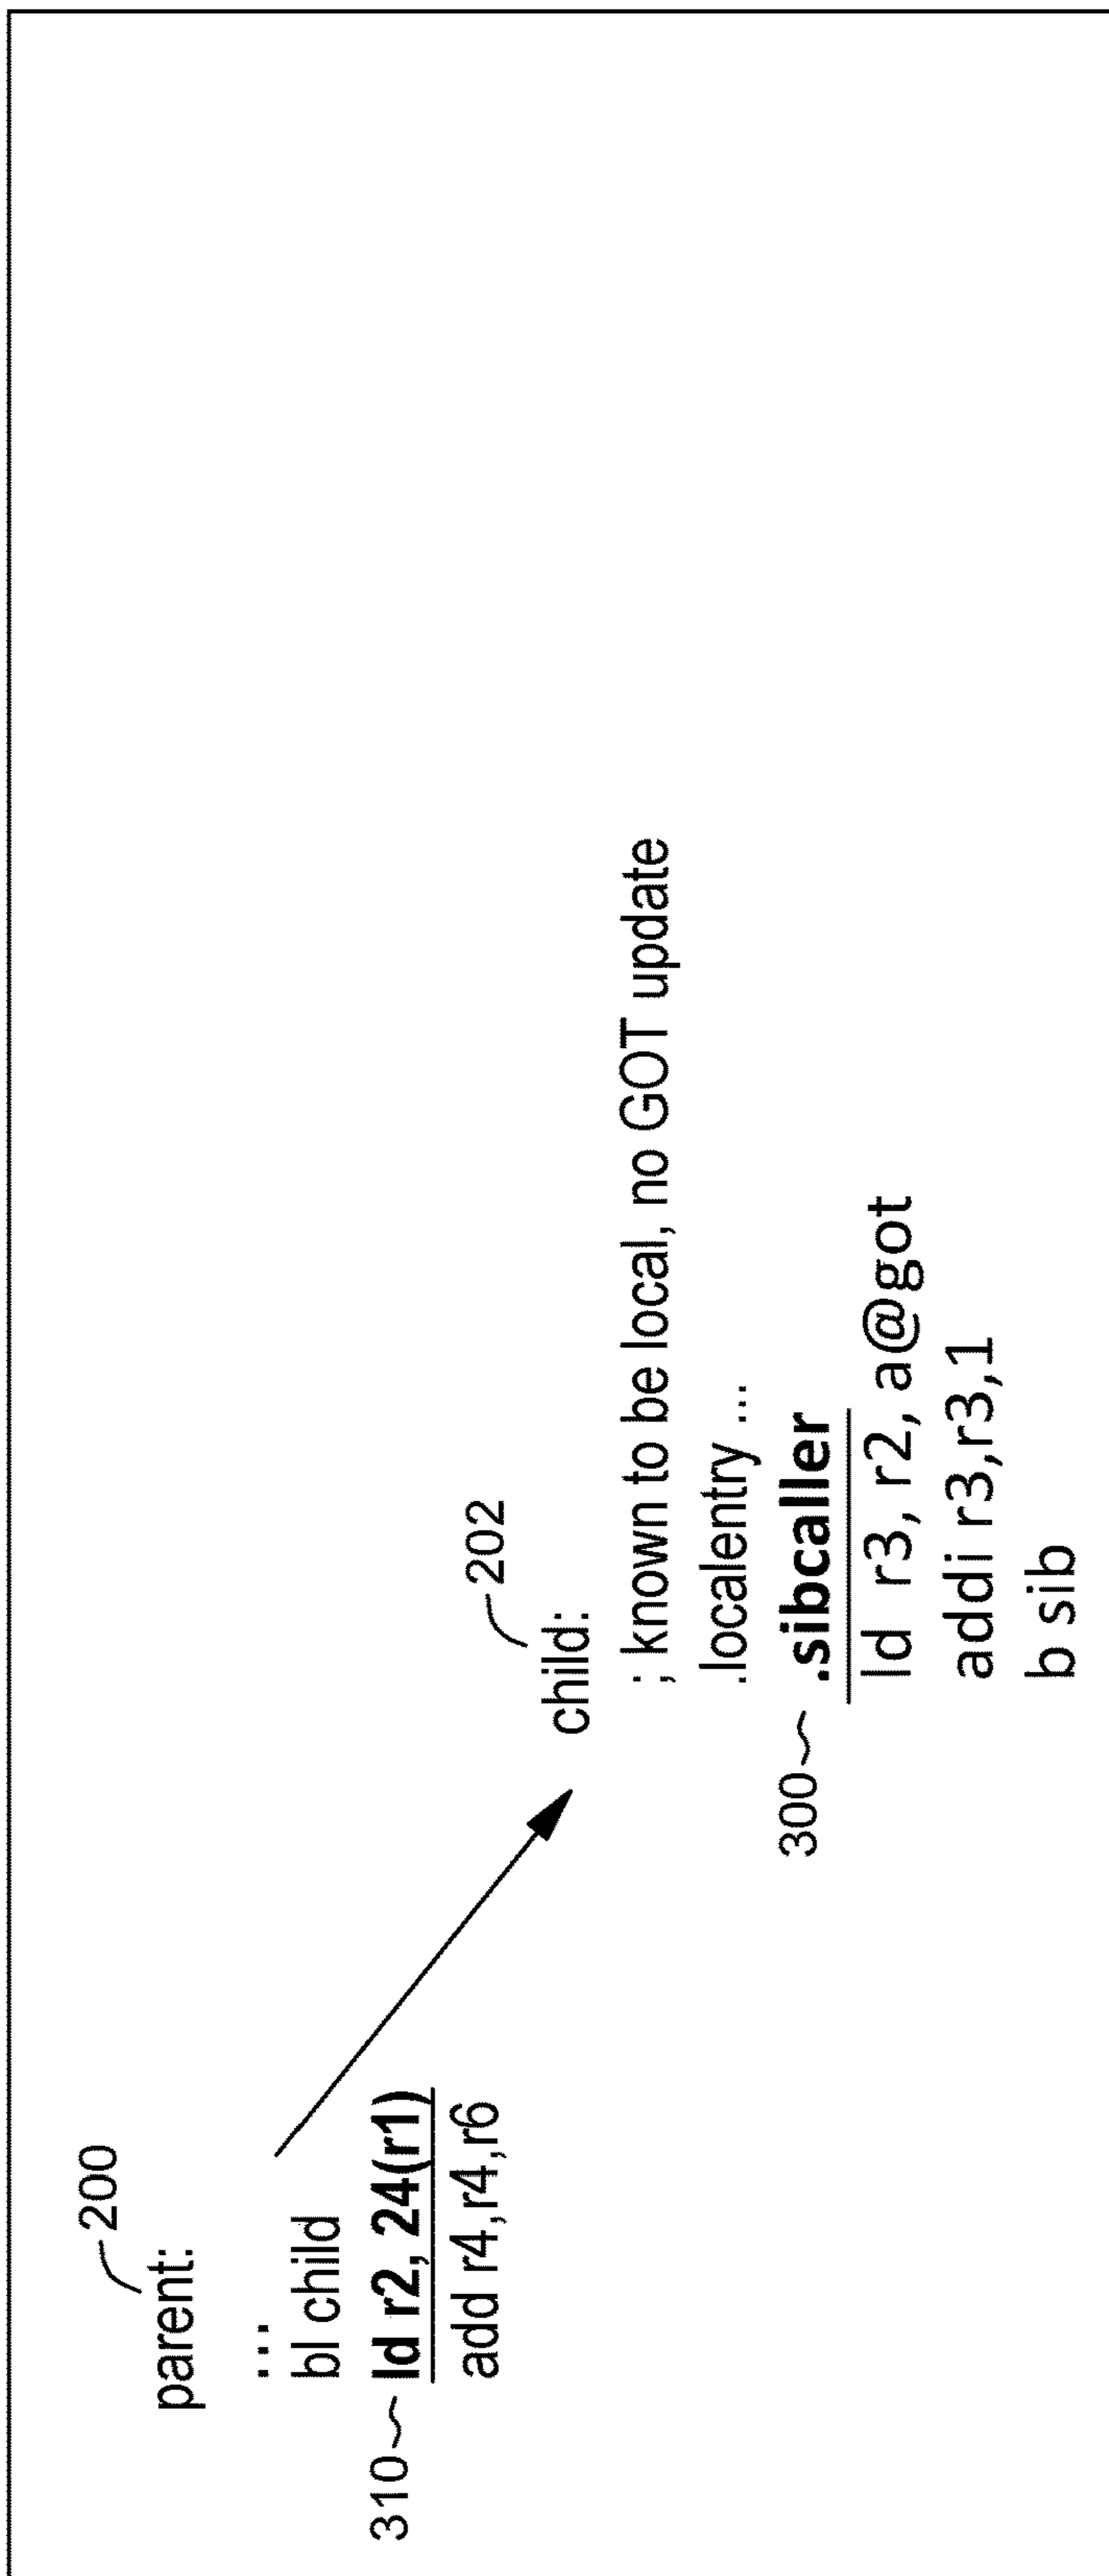 200
parent:
...
bl child
310 ld r2, 24(r1)
add r4,r4,r6
202
child:
; known to be local, no GOT update
.localentry ...
300 .sibcaller
ld r3, r2, a@got
addi r3,r3,1
b sib